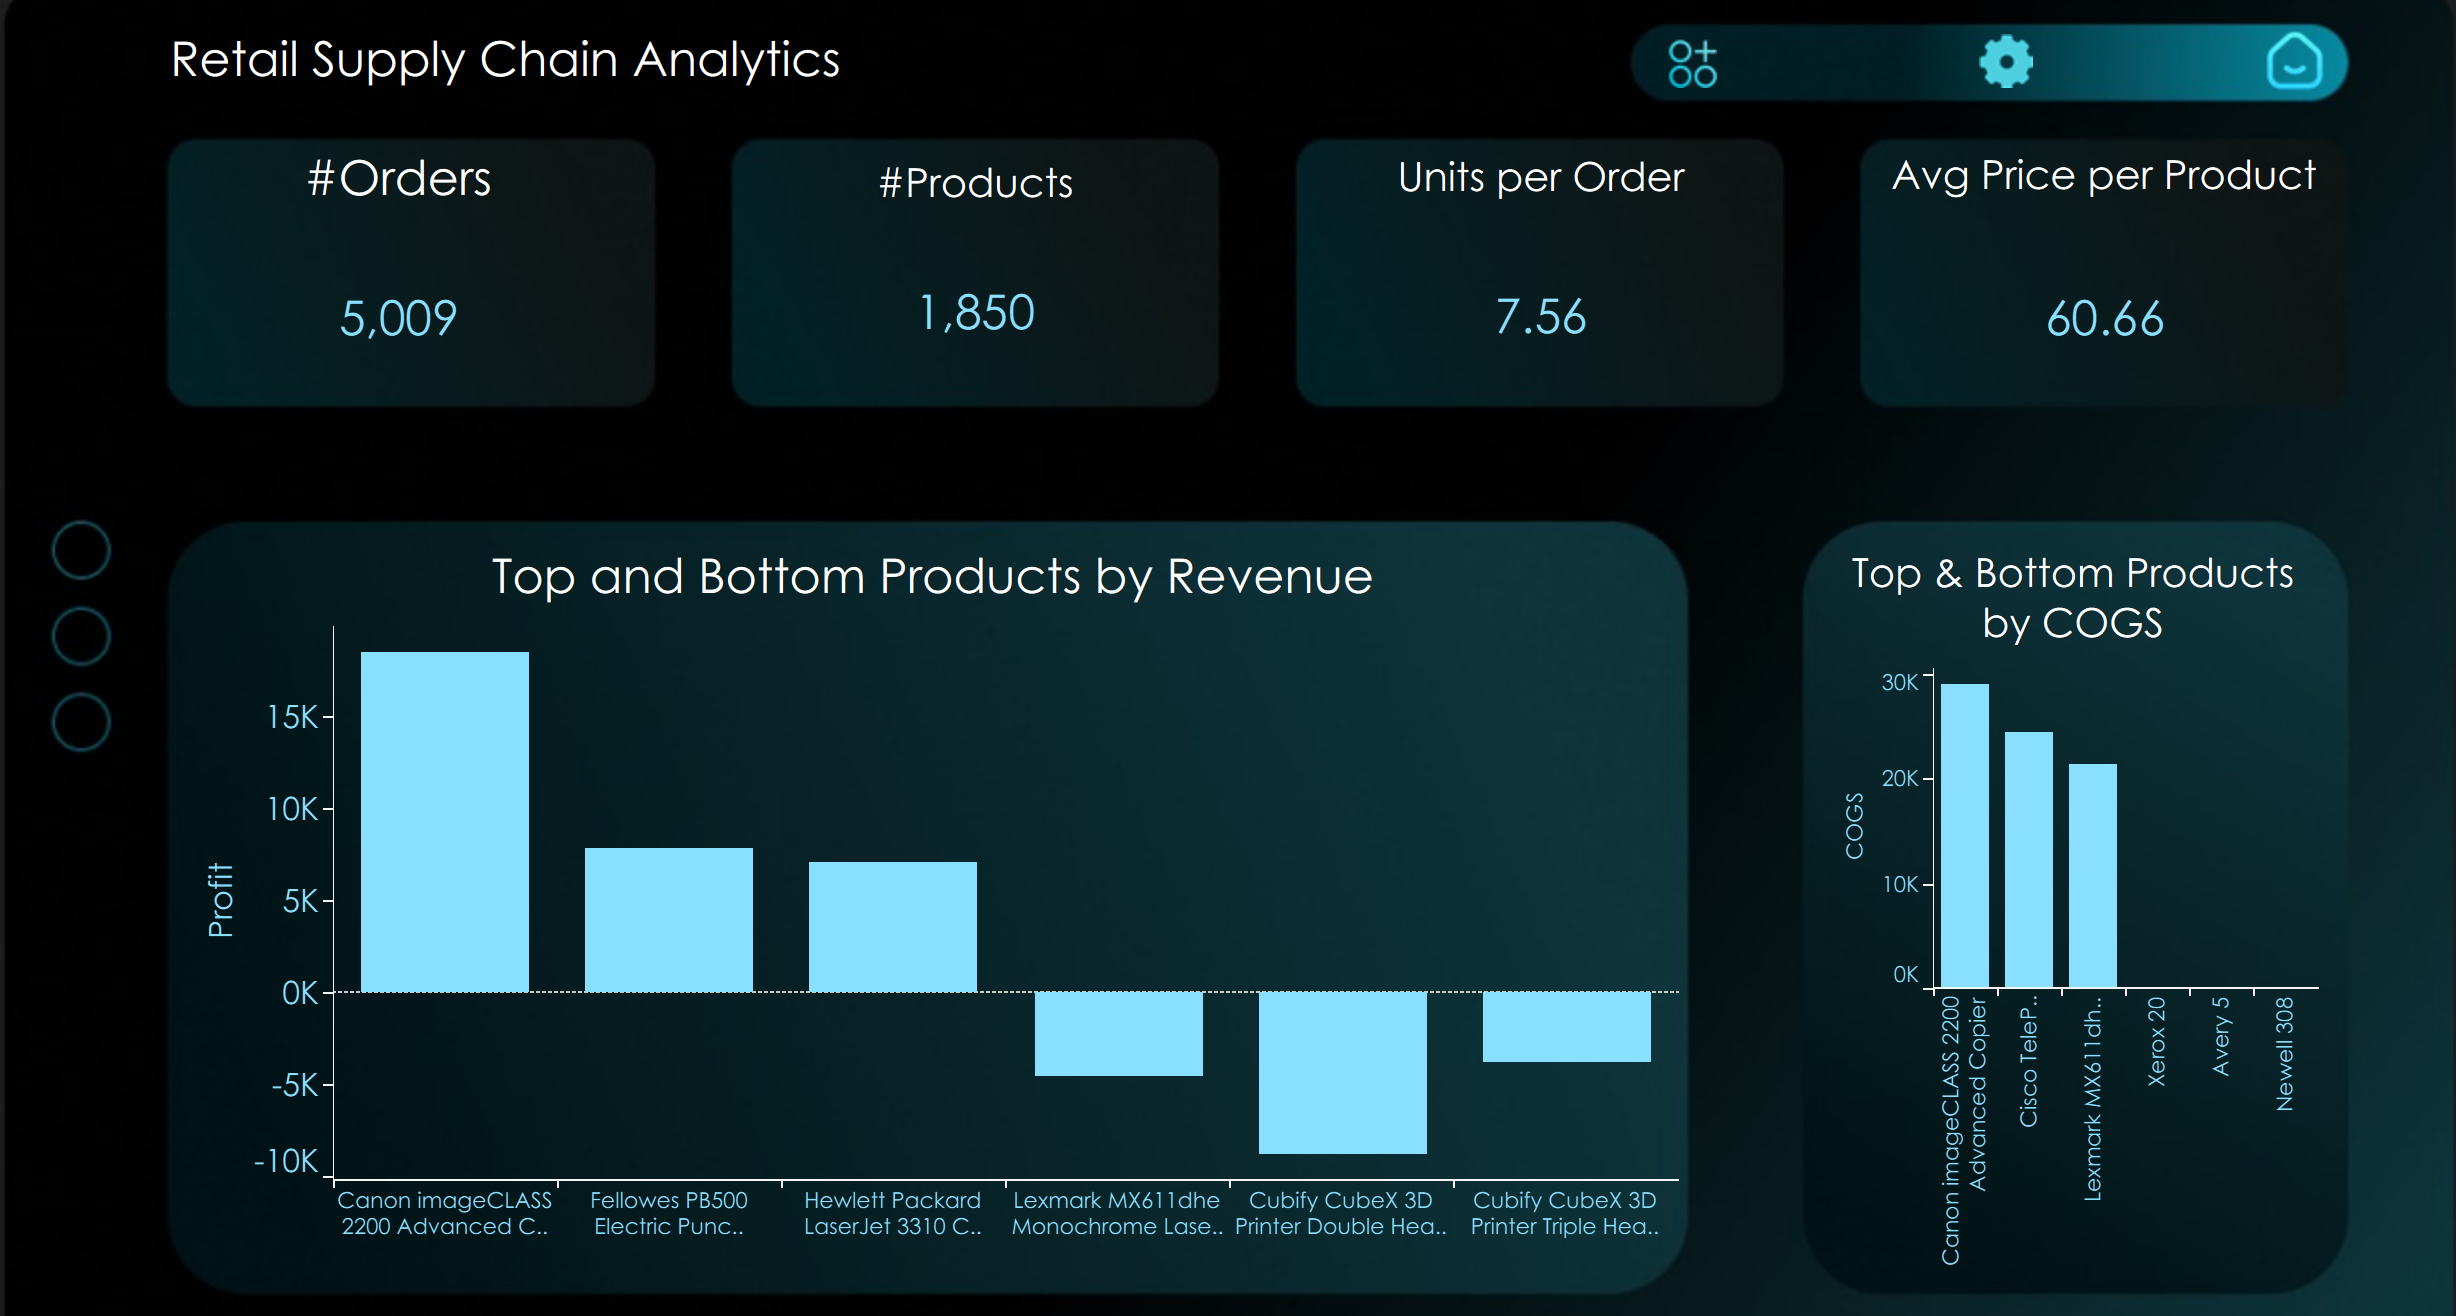 Retail Supply Chain Analytics
#Orders
5,009
#Products
1,850
Units per Order
7.56
Avg Price per Product
60.66
Top and Bottom Products by Revenue
Profit
15K
10K
5K
0K
-5K
-10K
Canon imageCLASS
2200 Advanced C..
Fellowes PB500
Electric Punc..
Hewlett Packard
LaserJet 3310 C..
Lexmark MX611dhe
Monochrome Lase..
Cubify CubeX 3D
Printer Double Hea..
Cubify CubeX 3D
Printer Triple Hea..
Top & Bottom Products
by COGS
COGS
30K
20K
10K
0K
Canon imageCLASS 2200
Advanced Copier
Cisco TeleP..
Lexmark MX611dh..
Xerox 20
Avery 5
Newell 308